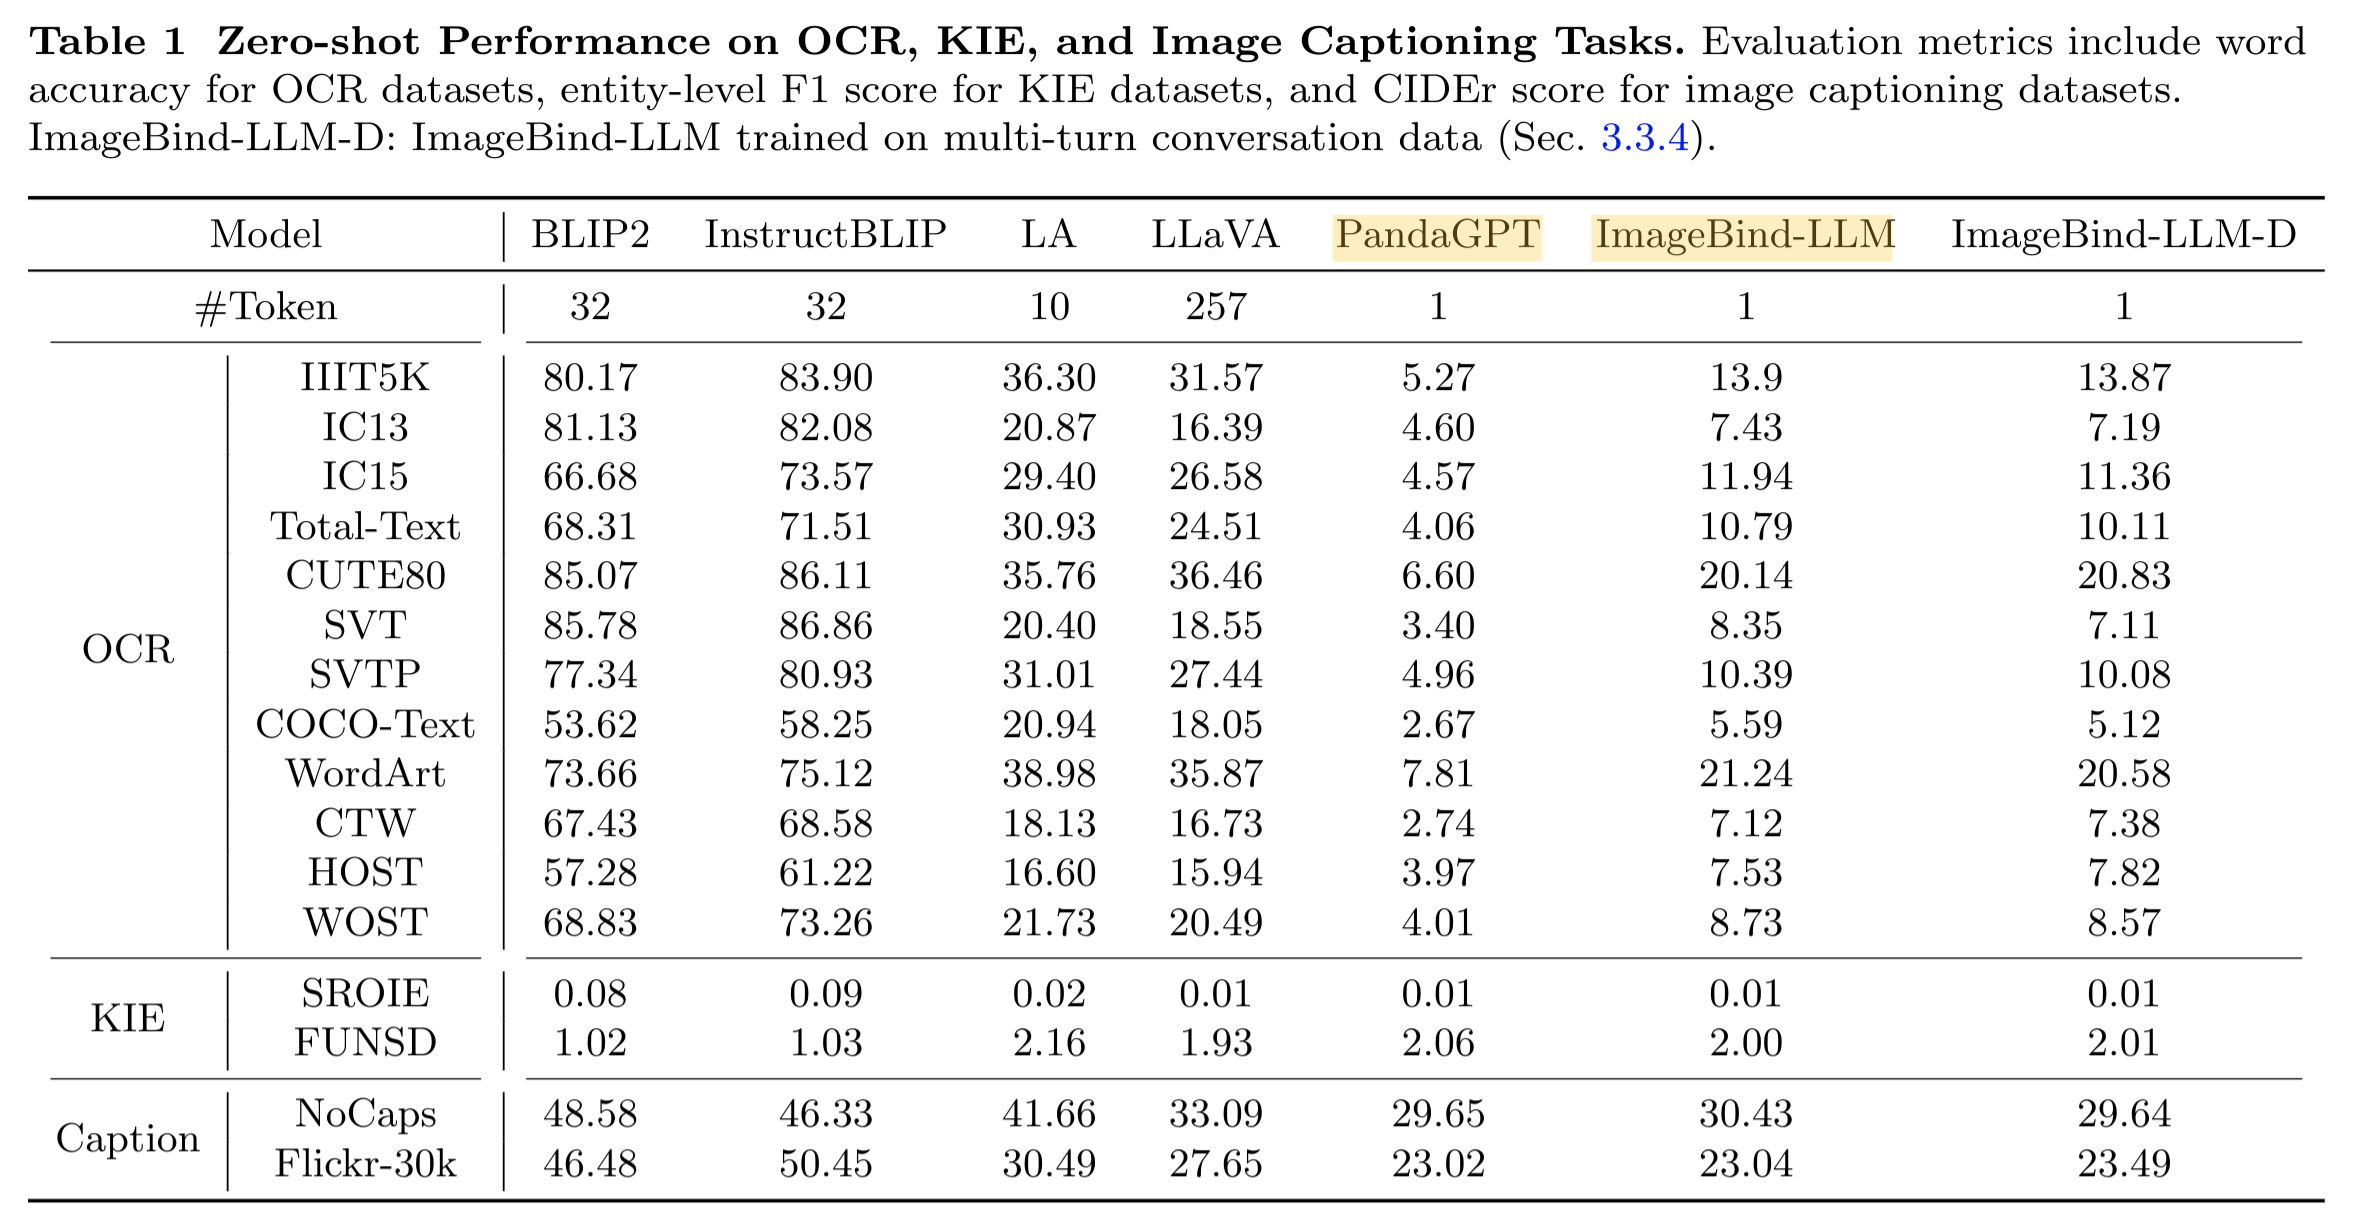 Table 1 Zero-shot Performance on OCR, KIE, and Image Captioning Tasks. Evaluation metrics include word
accuracy for OCR datasets, entity-level F1 score for KIE datasets, and CIDEr score for image captioning datasets.
ImageBind-LLM-D: ImageBind-LLM trained on multi-turn conversation data (Sec. 3.3.4).
Model BLIP2 InstructBLIP LA LLaVA PandaGPT ImageBind-LLM ImageBind-LLM-D
#Token 32 32 10 257 1 1 1
IIIT5K 80.17 83.90 36.30 31.57 5.27 13.9 13.87
IC13 81.13 82.08 20.87 16.39 4.60 7.43 7.19
IC15 66.68 73.57 29.40 26.58 4.57 11.94 11.36
Total-Text 68.31 71.51 30.93 24.51 4.06 10.79 10.11
CUTE80 85.07 86.11 35.76 36.46 6.60 20.14 20.83
SVT 85.78 86.86 20.40 18.55 3.40 8.35 7.11
OCR
SVTP 77.34 80.93 31.01 27.44 4.96 10.39 10.08
COCO-Text 53.62 58.25 20.94 18.05 2.67 5.59 5.12
WordArt 73.66 75.12 38.98 35.87 7.81 21.24 20.58
CTW 67.43 68.58 18.13 16.73 2.74 7.12 7.38
HOST 57.28 61.22 16.60 15.94 3.97 7.53 7.82
WOST 68.83 73.26 21.73 20.49 4.01 8.73 8.57
SROIE 0.08 0.09 0.02 0.01 0.01 0.01 0.01
KIE
FUNSD 1.02 1.03 2.16 1.93 2.06 2.00 2.01
NoCaps 48.58 46.33 41.66 33.09 29.65 30.43 29.64
Caption
Flickr-30k 46.48 50.45 30.49 27.65 23.02 23.04 23.49